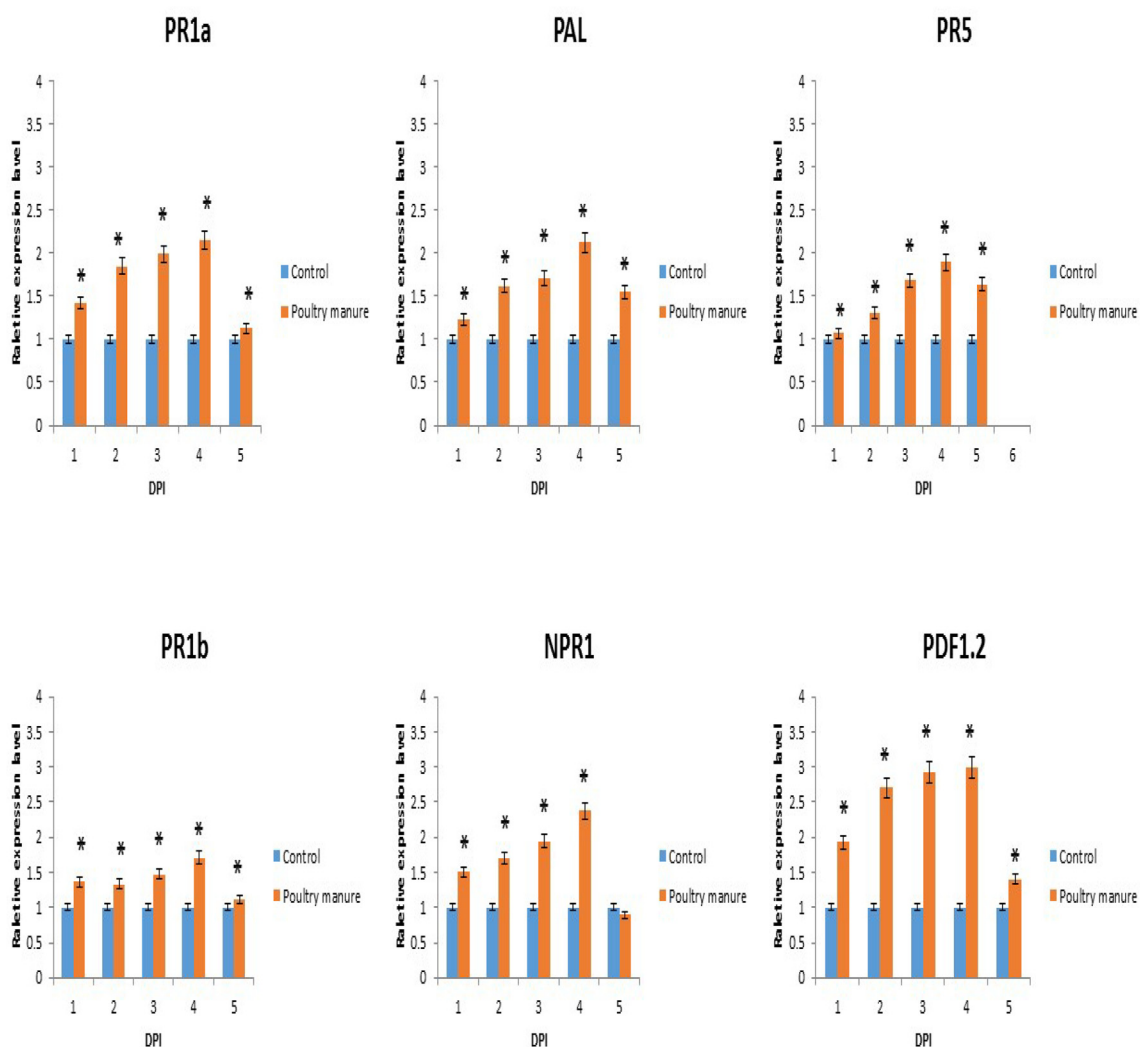 PR1a
Raletive expression level
4
3.5
3
2.5
2
1.5
1
0.5
0
* * * * *
1 2 3 4 5
DPI
Control
Poultry manure
PAL
Raletive expression level
4
3.5
3
2.5
2
1.5
1
0.5
0
* * * * *
1 2 3 4 5
DPI
Control
Poultry manure
PR5
Raletive expression level
4
3.5
3
2.5
2
1.5
1
0.5
0
* * * * *
1 2 3 4 5 6
DPI
Control
Poultry manure
PR1b
Raletive expression level
4
3.5
3
2.5
2
1.5
1
0.5
0
* * * * *
1 2 3 4 5
DPI
Control
Poultry manure
NPR1
Raletive expression level
4
3.5
3
2.5
2
1.5
1
0.5
0
* * * *
1 2 3 4 5
DPI
Control
Poultry manure
PDF1.2
Raletive expression level
4
3.5
3
2.5
2
1.5
1
0.5
0
* * * * *
1 2 3 4 5
DPI
Control
Poultry manure